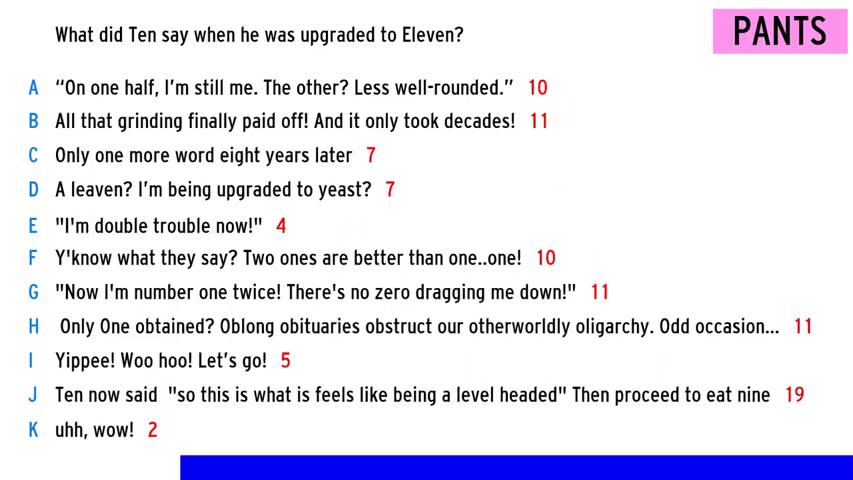 What did Ten say when he was upgraded to Eleven?
PANTS
A “On one half, I’m still me. The other? Less well-rounded.” 10
B All that grinding finally paid off! And it only took decades! 11
C Only one more word eight years later 7
D A leaven? I’m being upgraded to yeast? 7
E "I'm double trouble now!" 4
F Y'know what they say? Two ones are better than one..one! 10
G "Now I'm number one twice! There's no zero dragging me down!" 11
H Only One obtained? Oblong obituaries obstruct our otherworldly oligarchy. Odd occasion... 11
I Yippee! Woo hoo! Let’s go! 5
J Ten now said "so this is what is feels like being a level headed" Then proceed to eat nine 19
K uhh, wow! 2